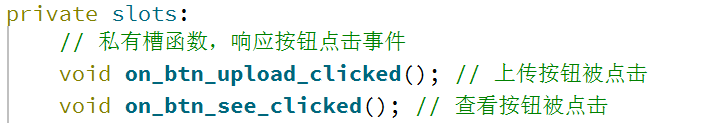 private slots:
    // 私有槽函数，响应按钮点击事件
    void on_btn_upload_clicked(); // 上传按钮被点击
    void on_btn_see_clicked(); // 查看按钮被点击